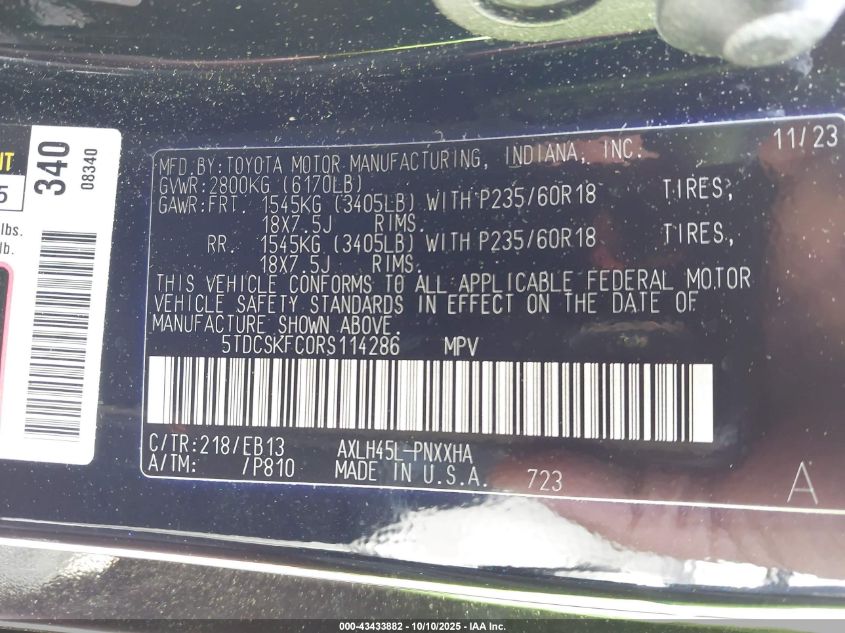 11/23
MFD.BY:TOYOTA MOTOR MANUFACTURING, INDIANA, INC.
GVWR:2800KG (6170LB)
GAWR:FRT. 1545KG (3405LB) WITH P235/60R18 TIRES,
18X7.5J RIMS.
RR. 1545KG (3405LB) WITH P235/60R18 TIRES,
18X7.5J RIMS.
THIS VEHICLE CONFORMS TO ALL APPLICABLE FEDERAL MOTOR
VEHICLE SAFETY STANDARDS IN EFFECT ON THE DATE OF
MANUFACTURE SHOWN ABOVE.
5TDCSKFC0RS114286 MPV
C/TR:218/EB13 AXLH45L-PNXXHA
A/TM: /P810 MADE IN U.S.A. 723
A
5
340
08340
lbs.
lb.
000-43433882 - 10/10/2025 - IAA Inc.